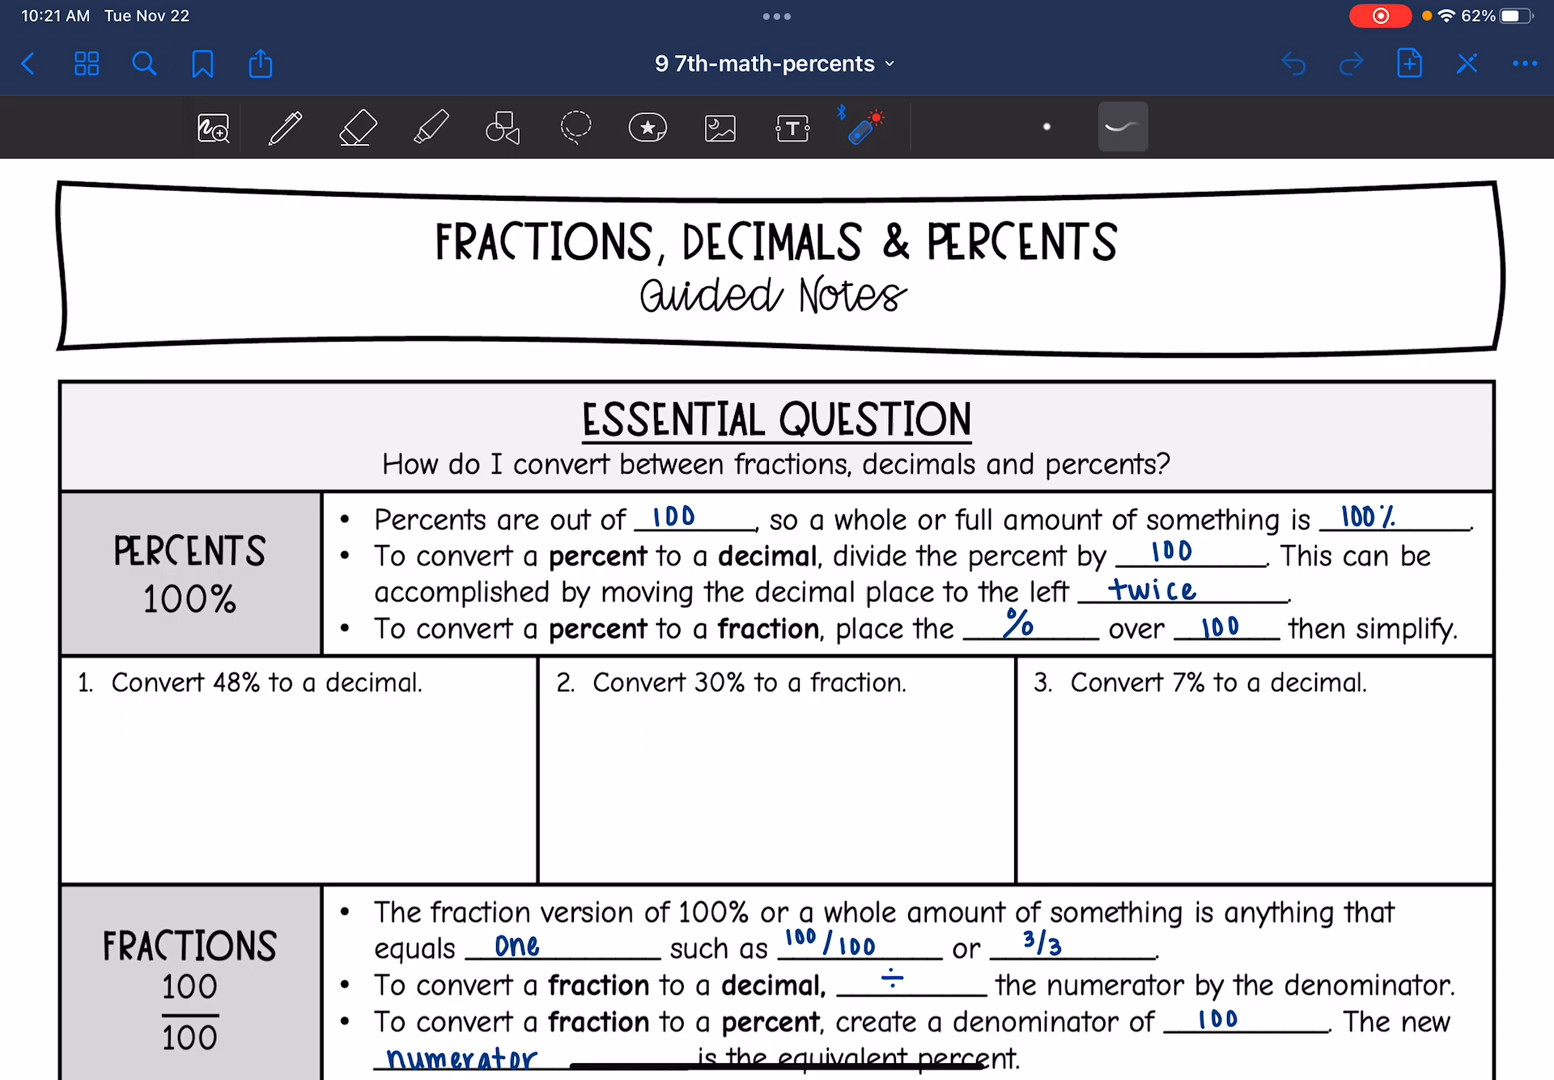 10:21 AM Tue Nov 22
62%
9 7th-math-percents
T
FRACTIONS, DECIMALS & PERCENTS
Guided Notes
ESSENTIAL QUESTION
How do I convert between fractions, decimals and percents?
PERCENTS
100%
• Percents are out of 100, so a whole or full amount of something is 100%.
• To convert a percent to a decimal, divide the percent by 100. This can be
accomplished by moving the decimal place to the left twice.
• To convert a percent to a fraction, place the % over 100 then simplify.
1. Convert 48% to a decimal.
2. Convert 30% to a fraction.
3. Convert 7% to a decimal.
FRACTIONS
100
100
• The fraction version of 100% or a whole amount of something is anything that
equals one such as 100/100 or 3/3.
• To convert a fraction to a decimal, ÷ the numerator by the denominator.
• To convert a fraction to a percent, create a denominator of 100. The new
numerator is the equivalent percent.